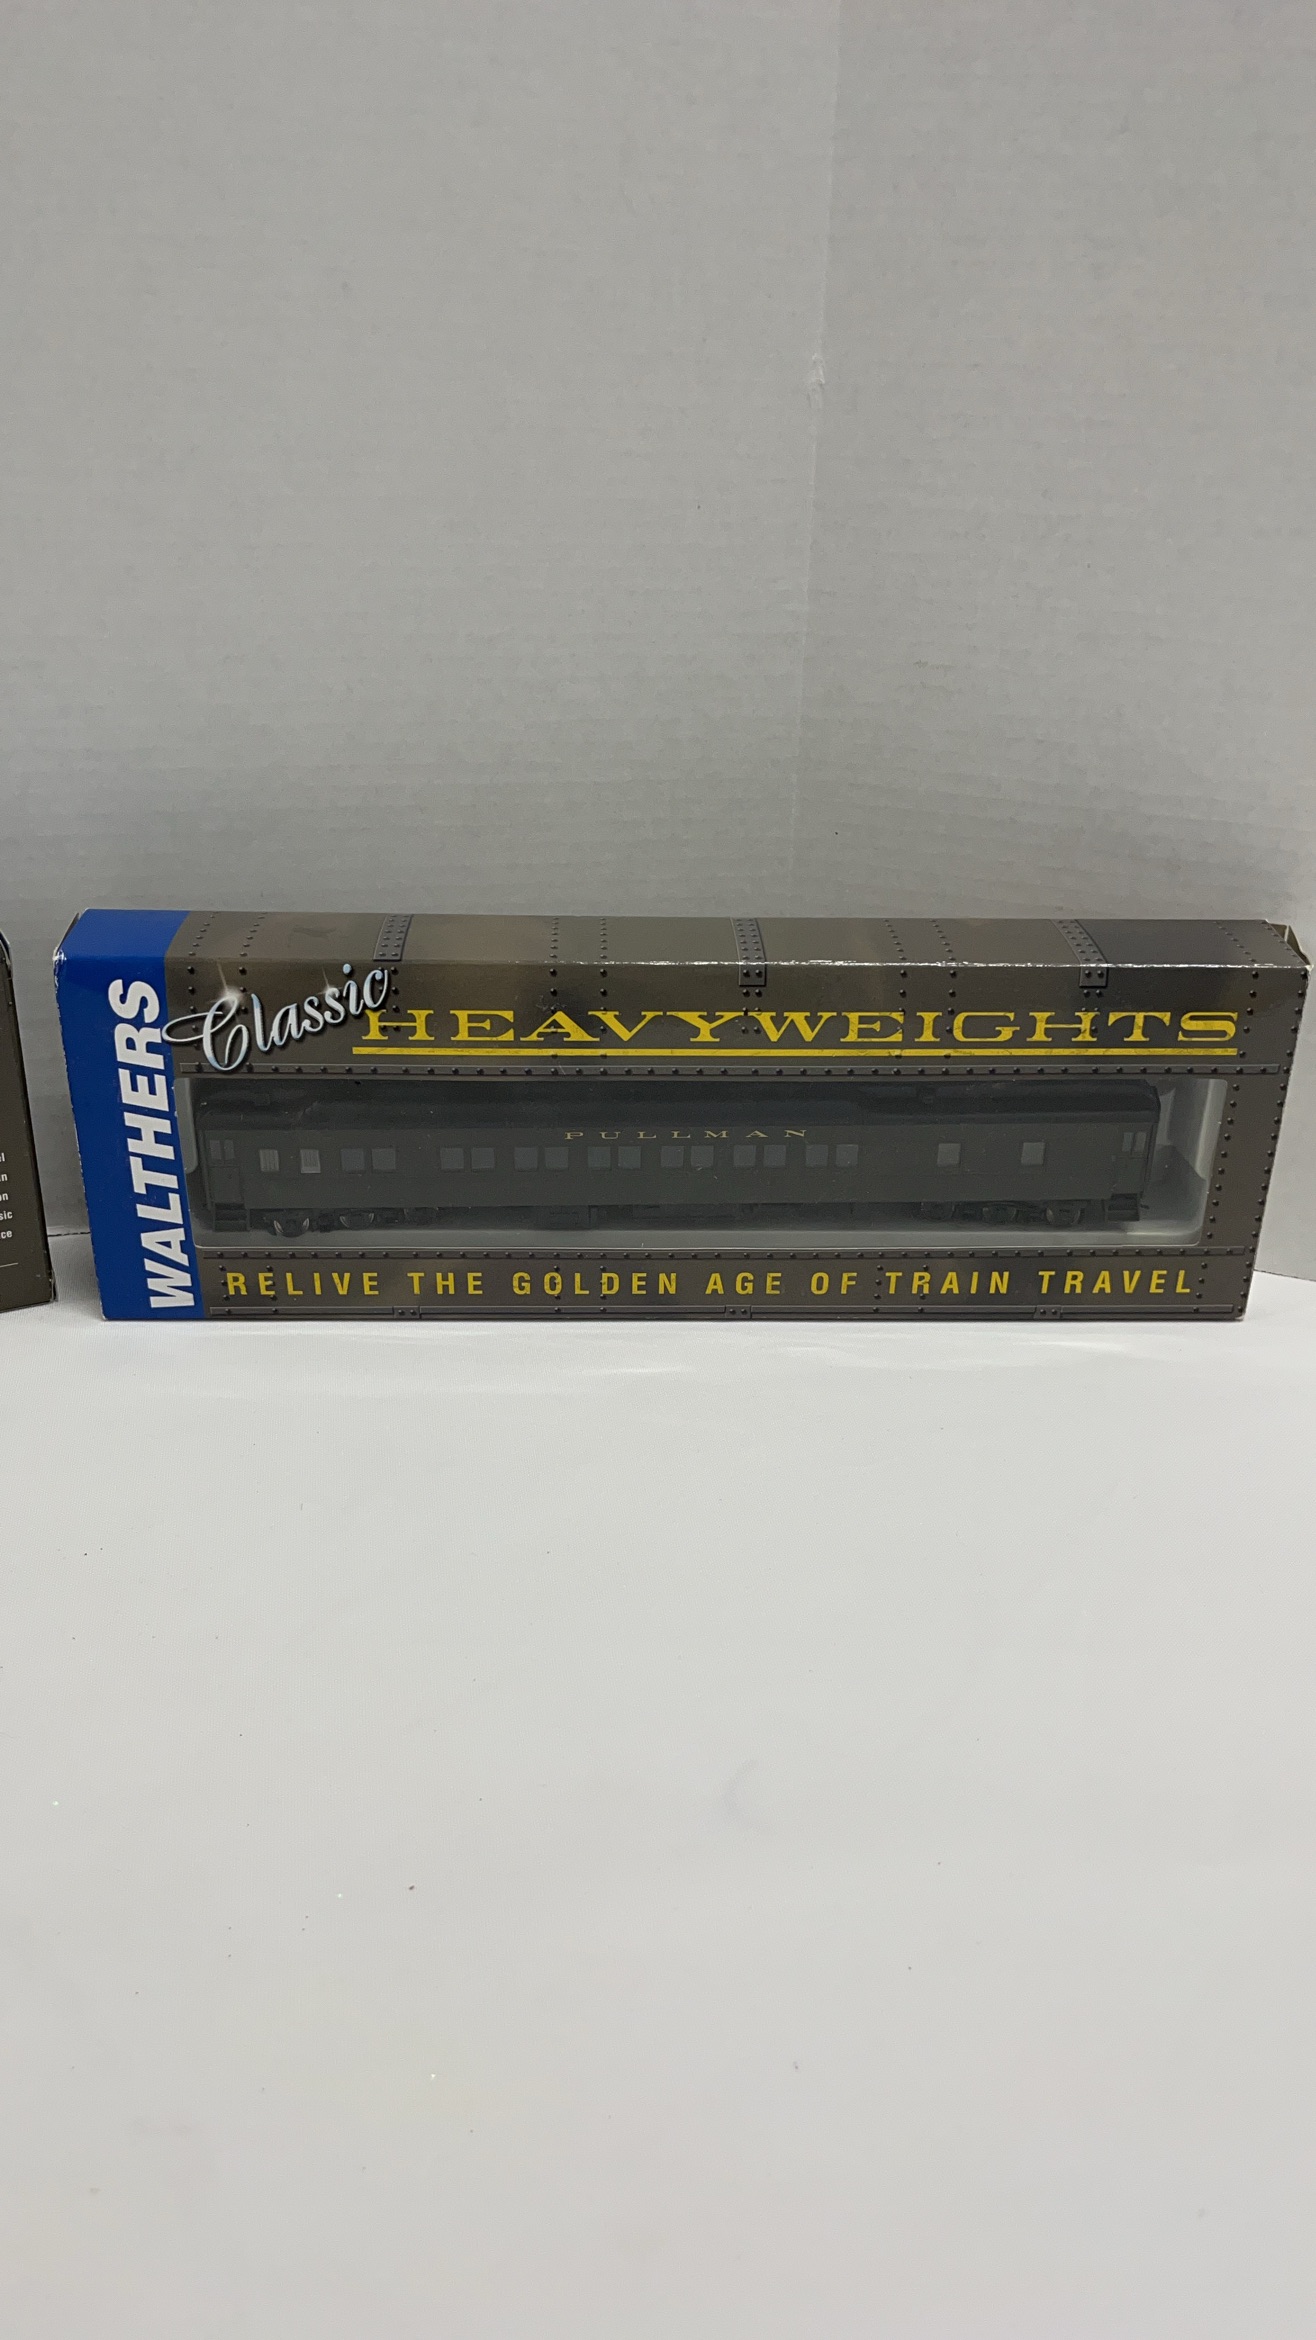 WALTHERS
Classic
HEAVYWEIGHTS
PULLMAN
RELIVE THE GOLDEN AGE OF TRAIN TRAVEL